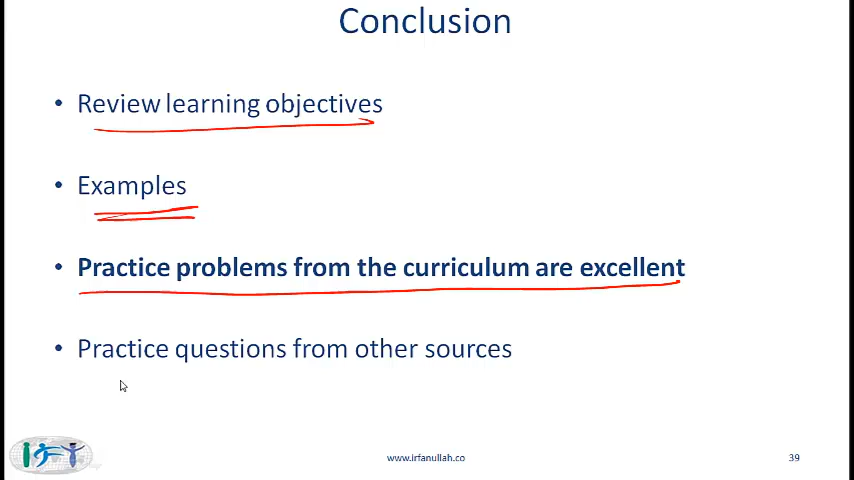 Conclusion
• Review learning objectives
• Examples
• Practice problems from the curriculum are excellent
• Practice questions from other sources
IFT
www.irfanullah.co
39